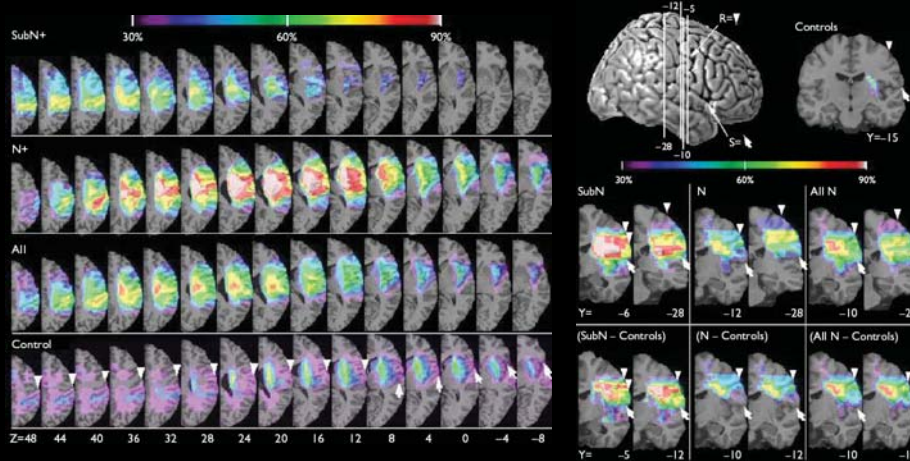 30% 60% 90%
SubN+
N+
All
Control
Z=48 44 40 36 32 28 24 20 16 12 8 4 0 −4 −8
−12 −5
R=
S=
−28
−10
Controls
Y=−15
30% 60% 90%
SubN N All N
Y= −6 −28 −12 −28 −10
(SubN − Controls) (N − Controls) (All N − Controls)
Y= −5 −12 −10 −12 −10